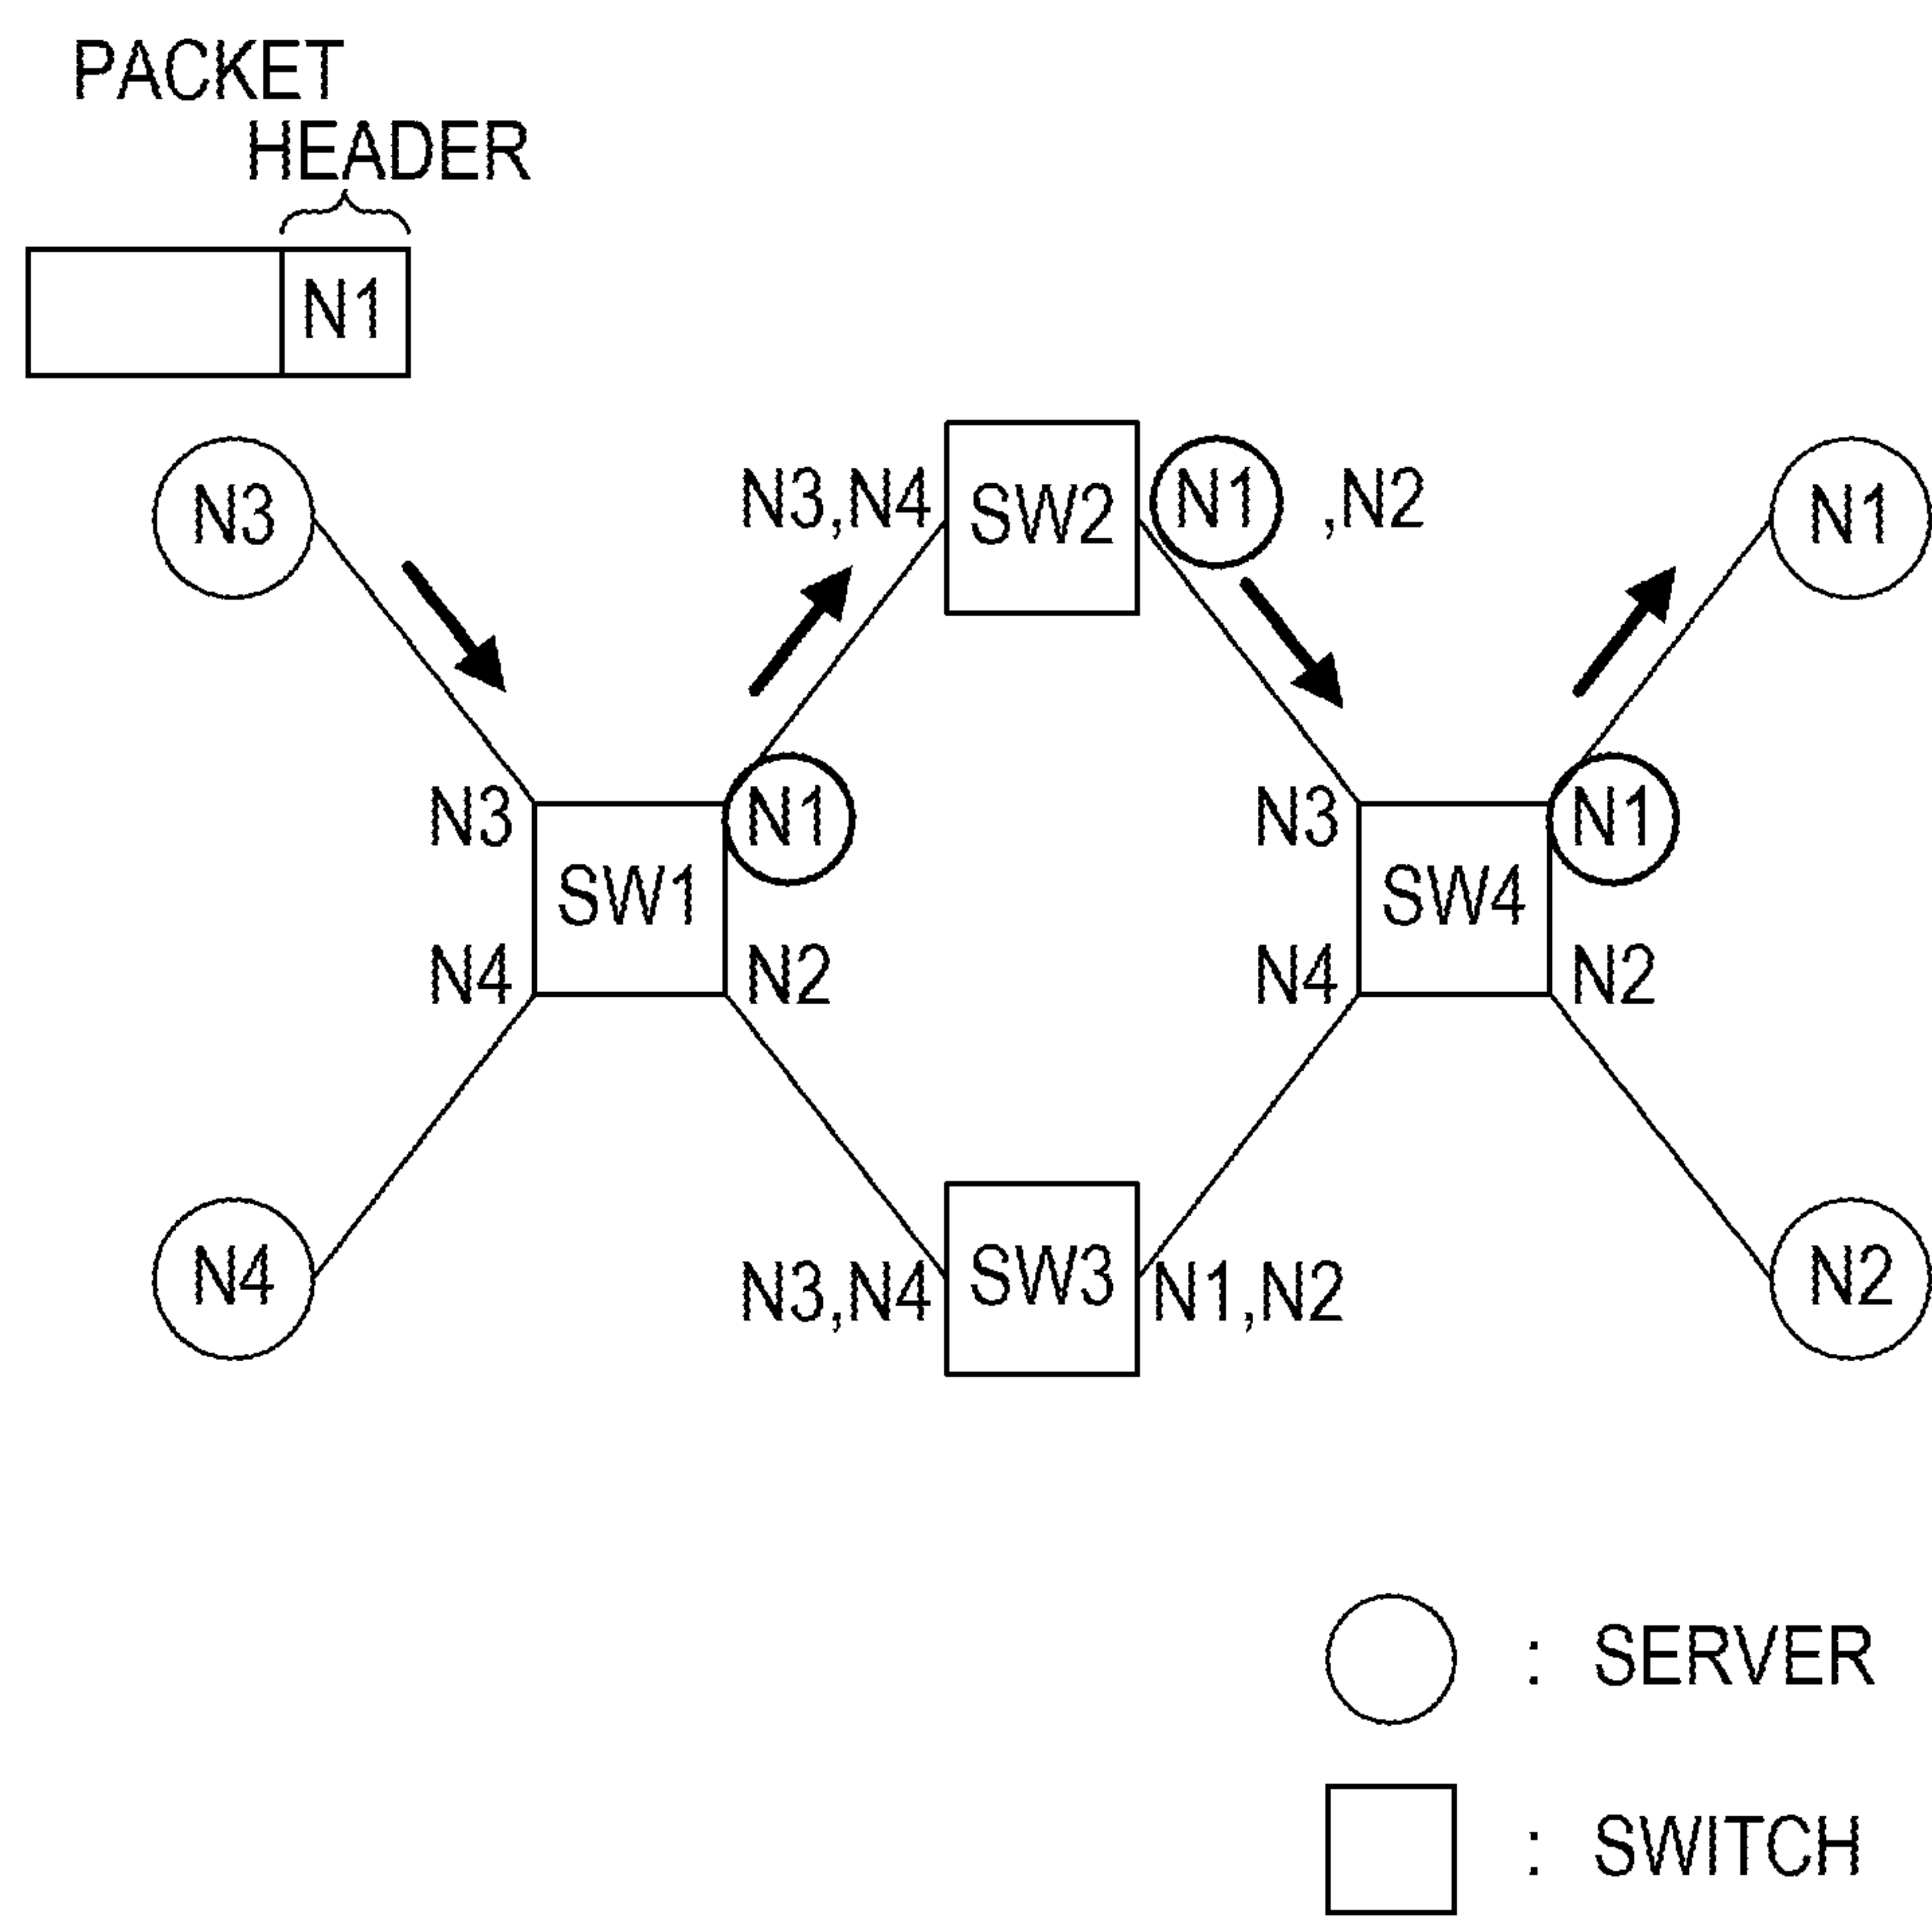 PACKET
HEADER
N1
N3
N3,N4
SW2
N1
,N2
N1
N3
N1
N3
N1
SW1
SW4
N4
N2
N4
N2
N4
N3,N4
SW3
N1,N2
N2
: SERVER
: SWITCH